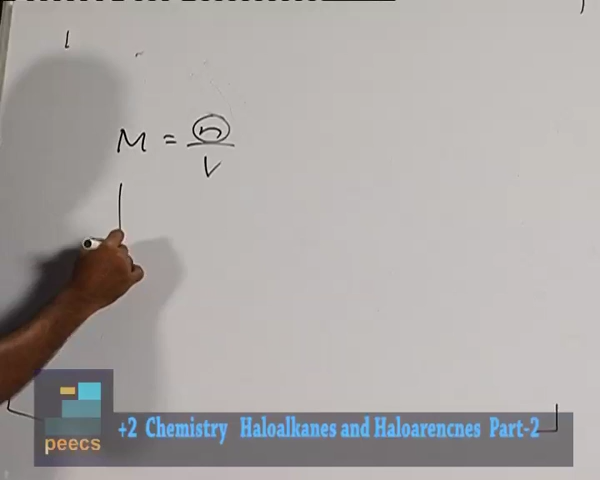 M = n
V
peecs
+2 Chemistry Haloalkanes and Haloarencnes Part-2